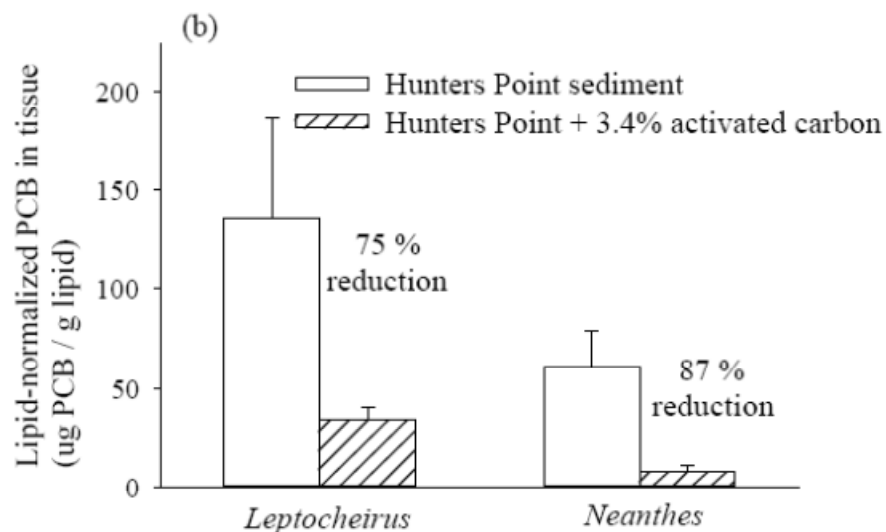 (b)
Hunters Point sediment
Hunters Point + 3.4% activated carbon
Lipid-normalized PCB in tissue
(ug PCB / g lipid)
200
150
100
50
0
75 %
reduction
87 %
reduction
Leptocheirus
Neanthes